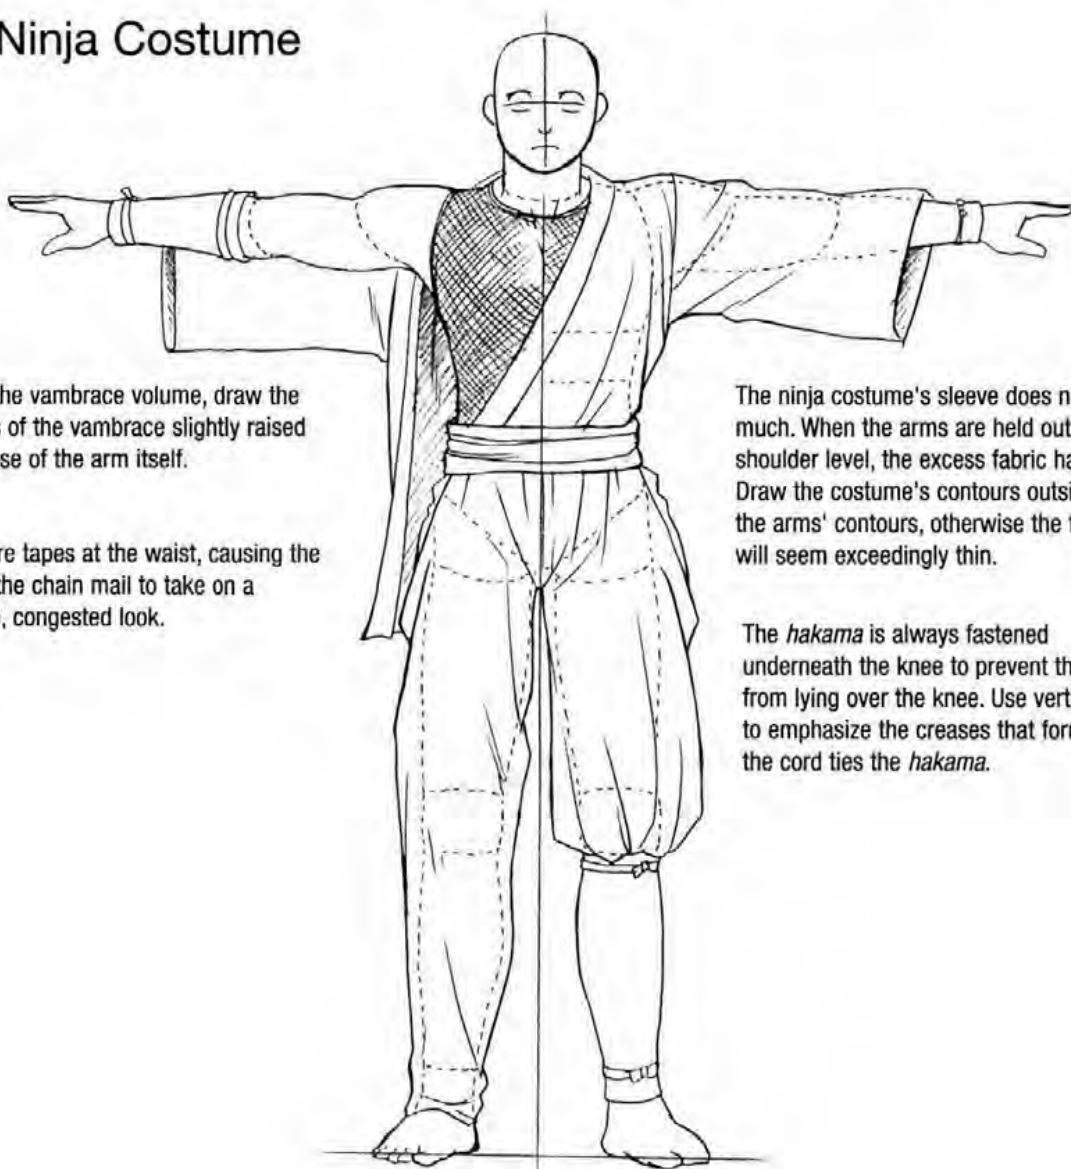 Ninja Costume
he vambrace volume, draw the
s of the vambrace slightly raised
se of the arm itself.
re tapes at the waist, causing the
the chain mail to take on a
, congested look.
The ninja costume's sleeve does n
much. When the arms are held out
shoulder level, the excess fabric ha
Draw the costume's contours outsi
the arms' contours, otherwise the f
will seem exceedingly thin.
The hakama is always fastened
underneath the knee to prevent th
from lying over the knee. Use vert
to emphasize the creases that for
the cord ties the hakama.